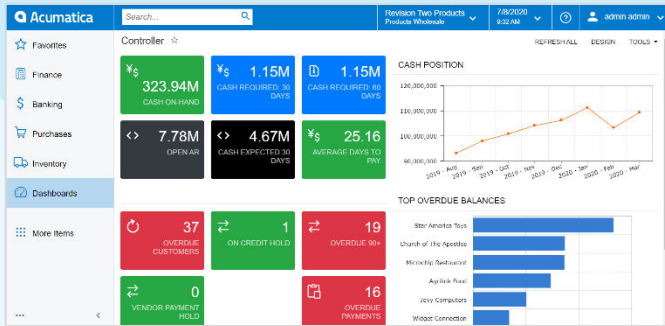 Acumatica
Search...
Revision Two Products
Products Wholesale
7/8/2020
9:32 AM
admin admin
Favorites
Finance
Banking
Purchases
Inventory
Dashboards
More Items
Controller
REFRESH ALL DESIGN TOOLS
¥$
323.94M
CASH ON-HAND
¥$
1.15M
CASH REQUIRED: 30
DAYS
1.15M
CASH REQUIRED: 60
DAYS
7.78M
OPEN AR
4.67M
CASH EXPECTED 30
DAYS
¥$
25.16
AVERAGE DAYS TO
PAY
37
OVERDUE
CUSTOMERS
1
ON CREDIT HOLD
19
OVERDUE 90+
0
VENDOR PAYMENT
HOLD
16
OVERDUE
PAYMENTS
CASH POSITION
120,000,000
110,000,000
100,000,000
90,000,000
2019 - Aug
2019 - Sep
2019 - Oct
2019 - Nov
2019 - Dec
2020 - Jan
2020 - Feb
2020 - Mar
TOP OVERDUE BALANCES
Star America Toys
Church of the Apostles
Microchip Restaurant
Agrilink Food
Jevy Computers
Widget Connection